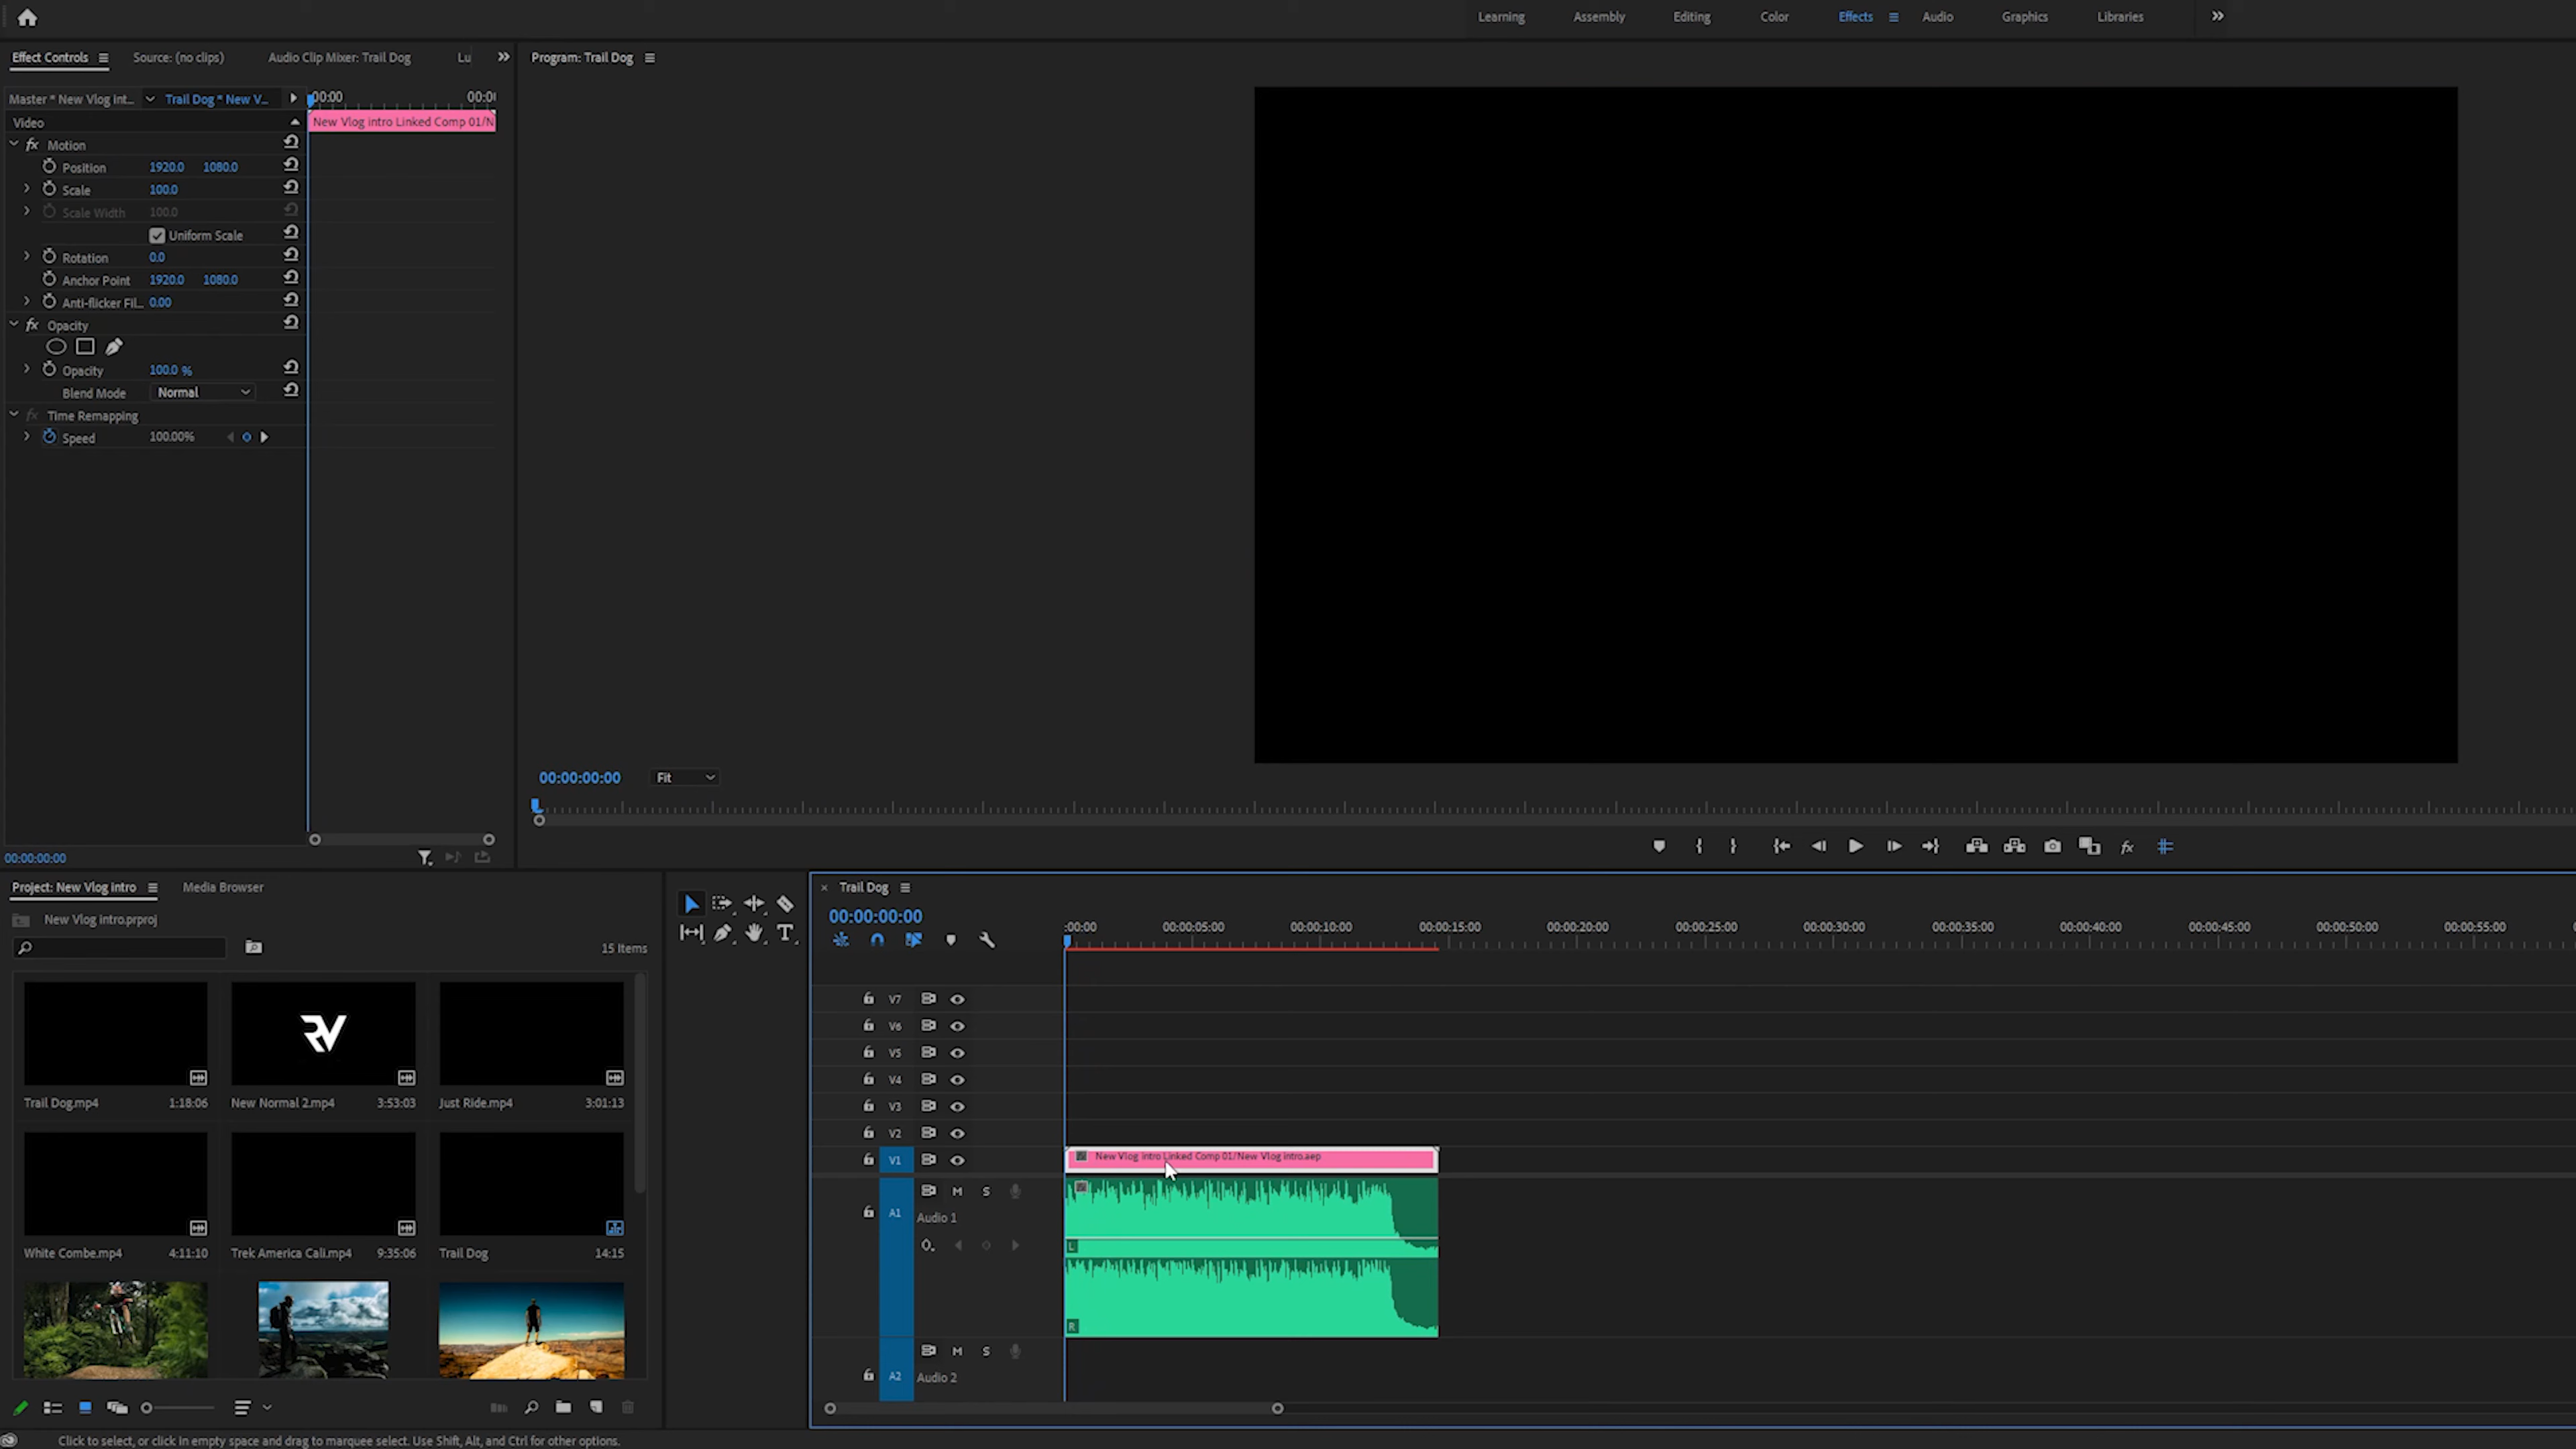 Learning Assembly Editing Color Effects Audio Graphics Libraries
Effect Controls Source: (no clips) Audio Clip Mixer: Trail Dog Lu
Program: Trail Dog
Master * New Vlog int... Trail Dog * New V...
:00:00 00:0
Video
New Vlog intro Linked Comp 01/N
fx Motion
Position 1920.0 1080.0
Scale 100.0
Scale Width 100.0
Uniform Scale
Rotation 0.0
Anchor Point 1920.0 1080.0
Anti-flicker Fil... 0.00
fx Opacity
Opacity 100.0 %
Blend Mode Normal
fx Time Remapping
Speed 100.00%
00:00:00:00
00:00:00:00 Fit
fx
Project: New Vlog intro Media Browser
New Vlog intro.prproj
15 Items
RV
Trail Dog.mp4 1:18:06
New Normal 2.mp4 3:53:03
Just Ride.mp4 3:01:13
White Combe.mp4 4:11:10
Trek America Cali.mp4 9:35:06
Trail Dog 14:15
T
Trail Dog
00:00:00:00
:00:00 00:00:05:00 00:00:10:00 00:00:15:00 00:00:20:00 00:00:25:00 00:00:30:00 00:00:35:00 00:00:40:00 00:00:45:00 00:00:50:00 00:00:55:00
V7
V6
V5
V4
V3
V2
V1
New Vlog intro Linked Comp 01/New Vlog intro.aep
M S
A1
Audio 1
L
R
M S
A2 Audio 2
Click to select, or click in empty space and drag to marquee select. Use Shift, Alt, and Ctrl for other options.